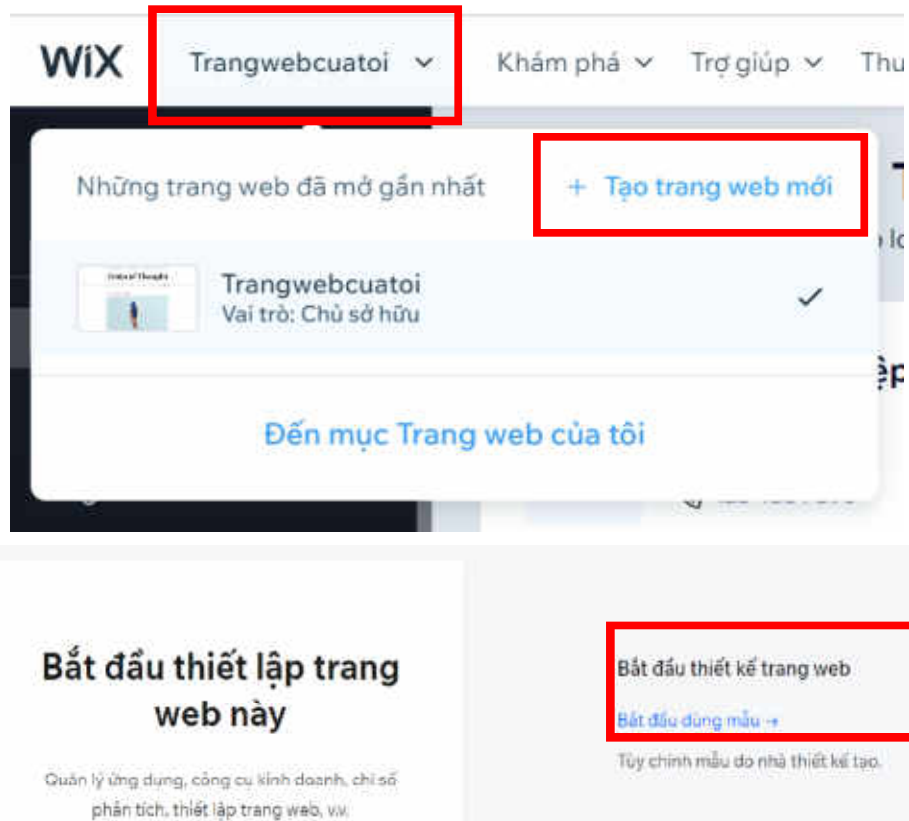 WiX Trangwebcuatoi Khám phá Trợ giúp Thu
Những trang web đã mở gần nhất + Tạo trang web mới
Trangwebcuatoi
Vai trò: Chủ sở hữu
Đến mục Trang web của tôi
Bắt đầu thiết lập trang
web này
Quản lý ứng dụng, công cụ kinh doanh, chỉ số
phân tích, thiết lập trang web, v.v.
Bắt đầu thiết kế trang web
Bắt đầu dùng mẫu →
Tùy chỉnh mẫu do nhà thiết kế tạo.